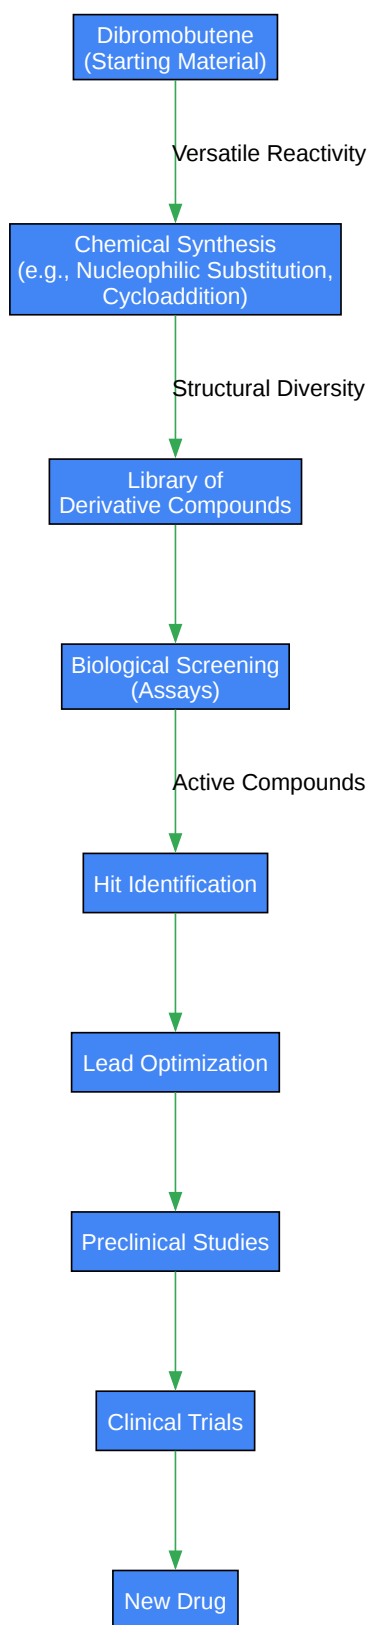 Dibromobutene
(Starting Material)
Versatile Reactivity
Chemical Synthesis
(e.g., Nucleophilic Substitution,
Cycloaddition)
Structural Diversity
Library of
Derivative Compounds
Biological Screening
(Assays)
Active Compounds
Hit Identification
Lead Optimization
Preclinical Studies
Clinical Trials
New Drug